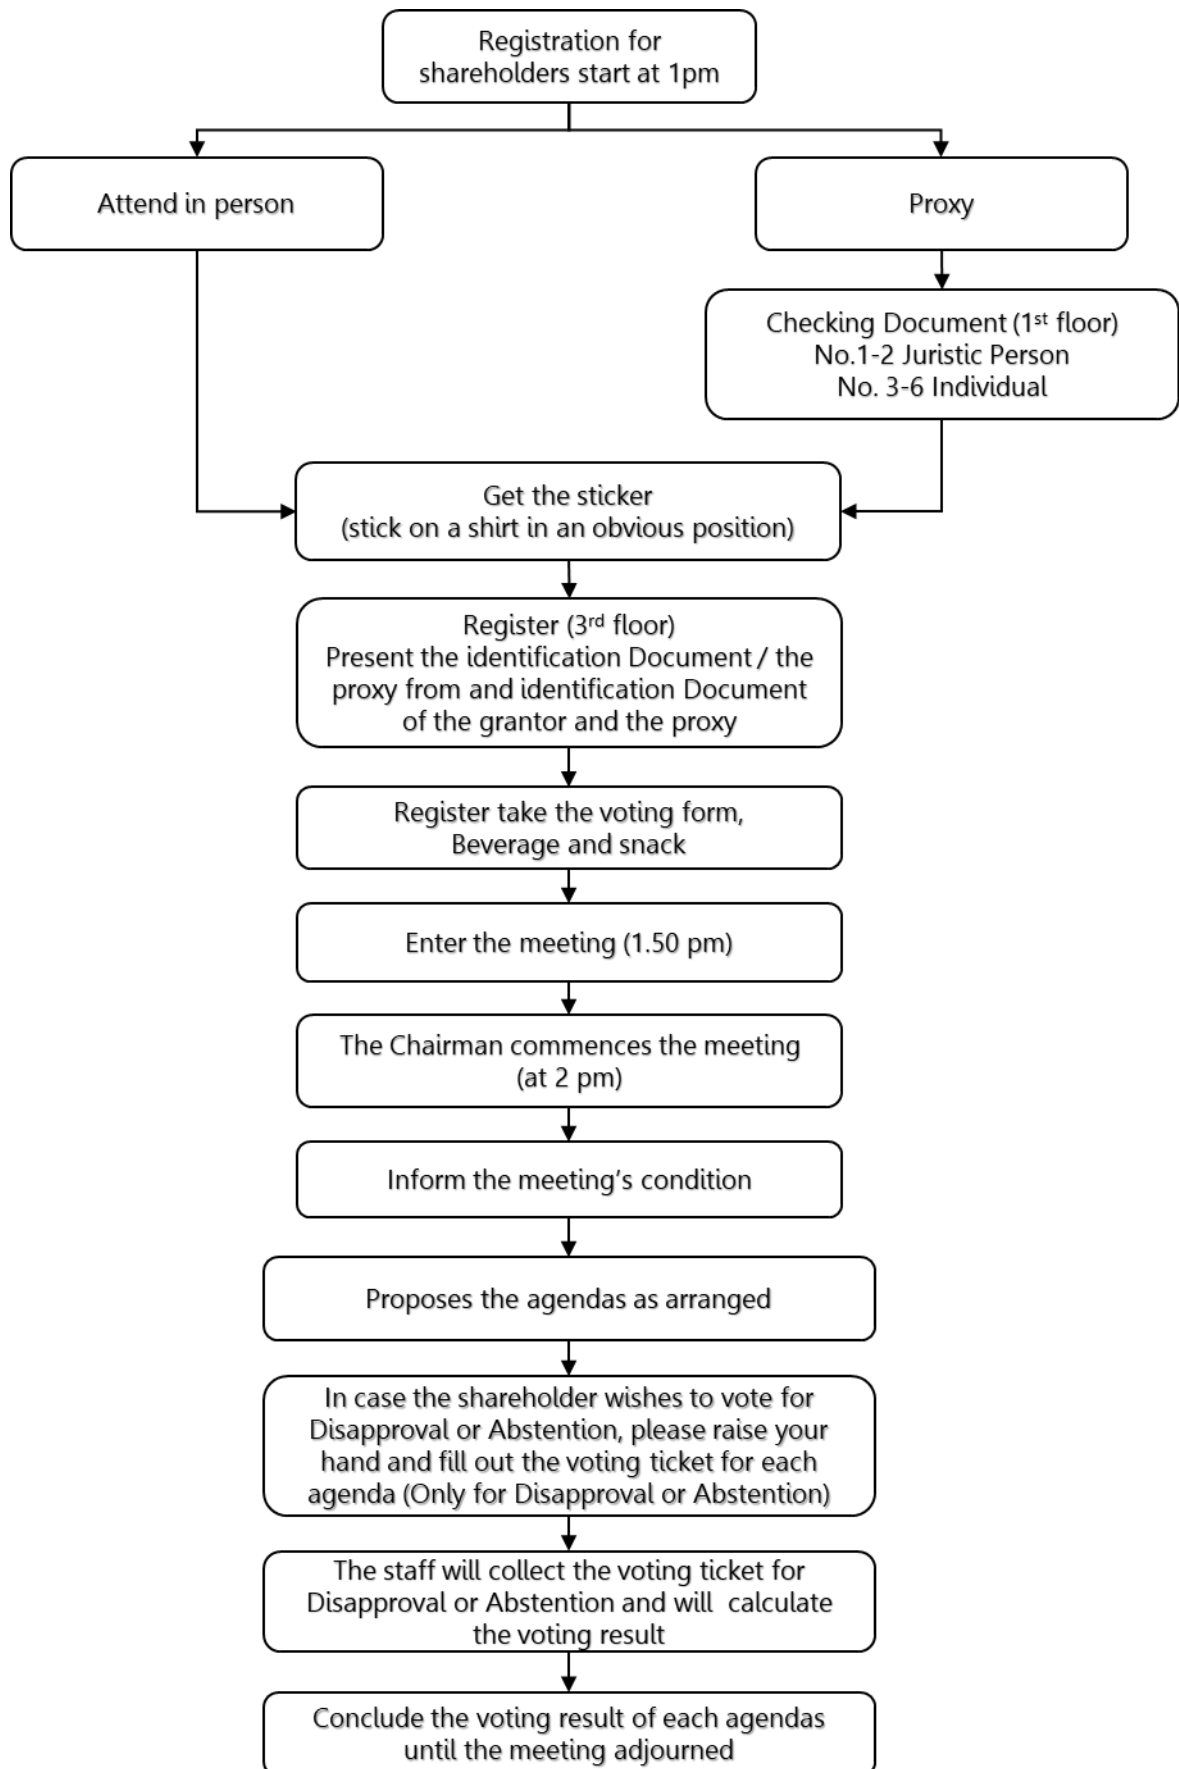 Registration for
shareholders start at 1pm
Attend in person
Proxy
Checking Document (1st floor)
No.1-2 Juristic Person
No. 3-6 Individual
Get the sticker
(stick on a shirt in an obvious position)
Register (3rd floor)
Present the identification Document / the
proxy from and identification Document
of the grantor and the proxy
Register take the voting form,
Beverage and snack
Enter the meeting (1.50 pm)
The Chairman commences the meeting
(at 2 pm)
Inform the meeting’s condition
Proposes the agendas as arranged
In case the shareholder wishes to vote for
Disapproval or Abstention, please raise your
hand and fill out the voting ticket for each
agenda (Only for Disapproval or Abstention)
The staff will collect the voting ticket for
Disapproval or Abstention and will calculate
the voting result
Conclude the voting result of each agendas
until the meeting adjourned